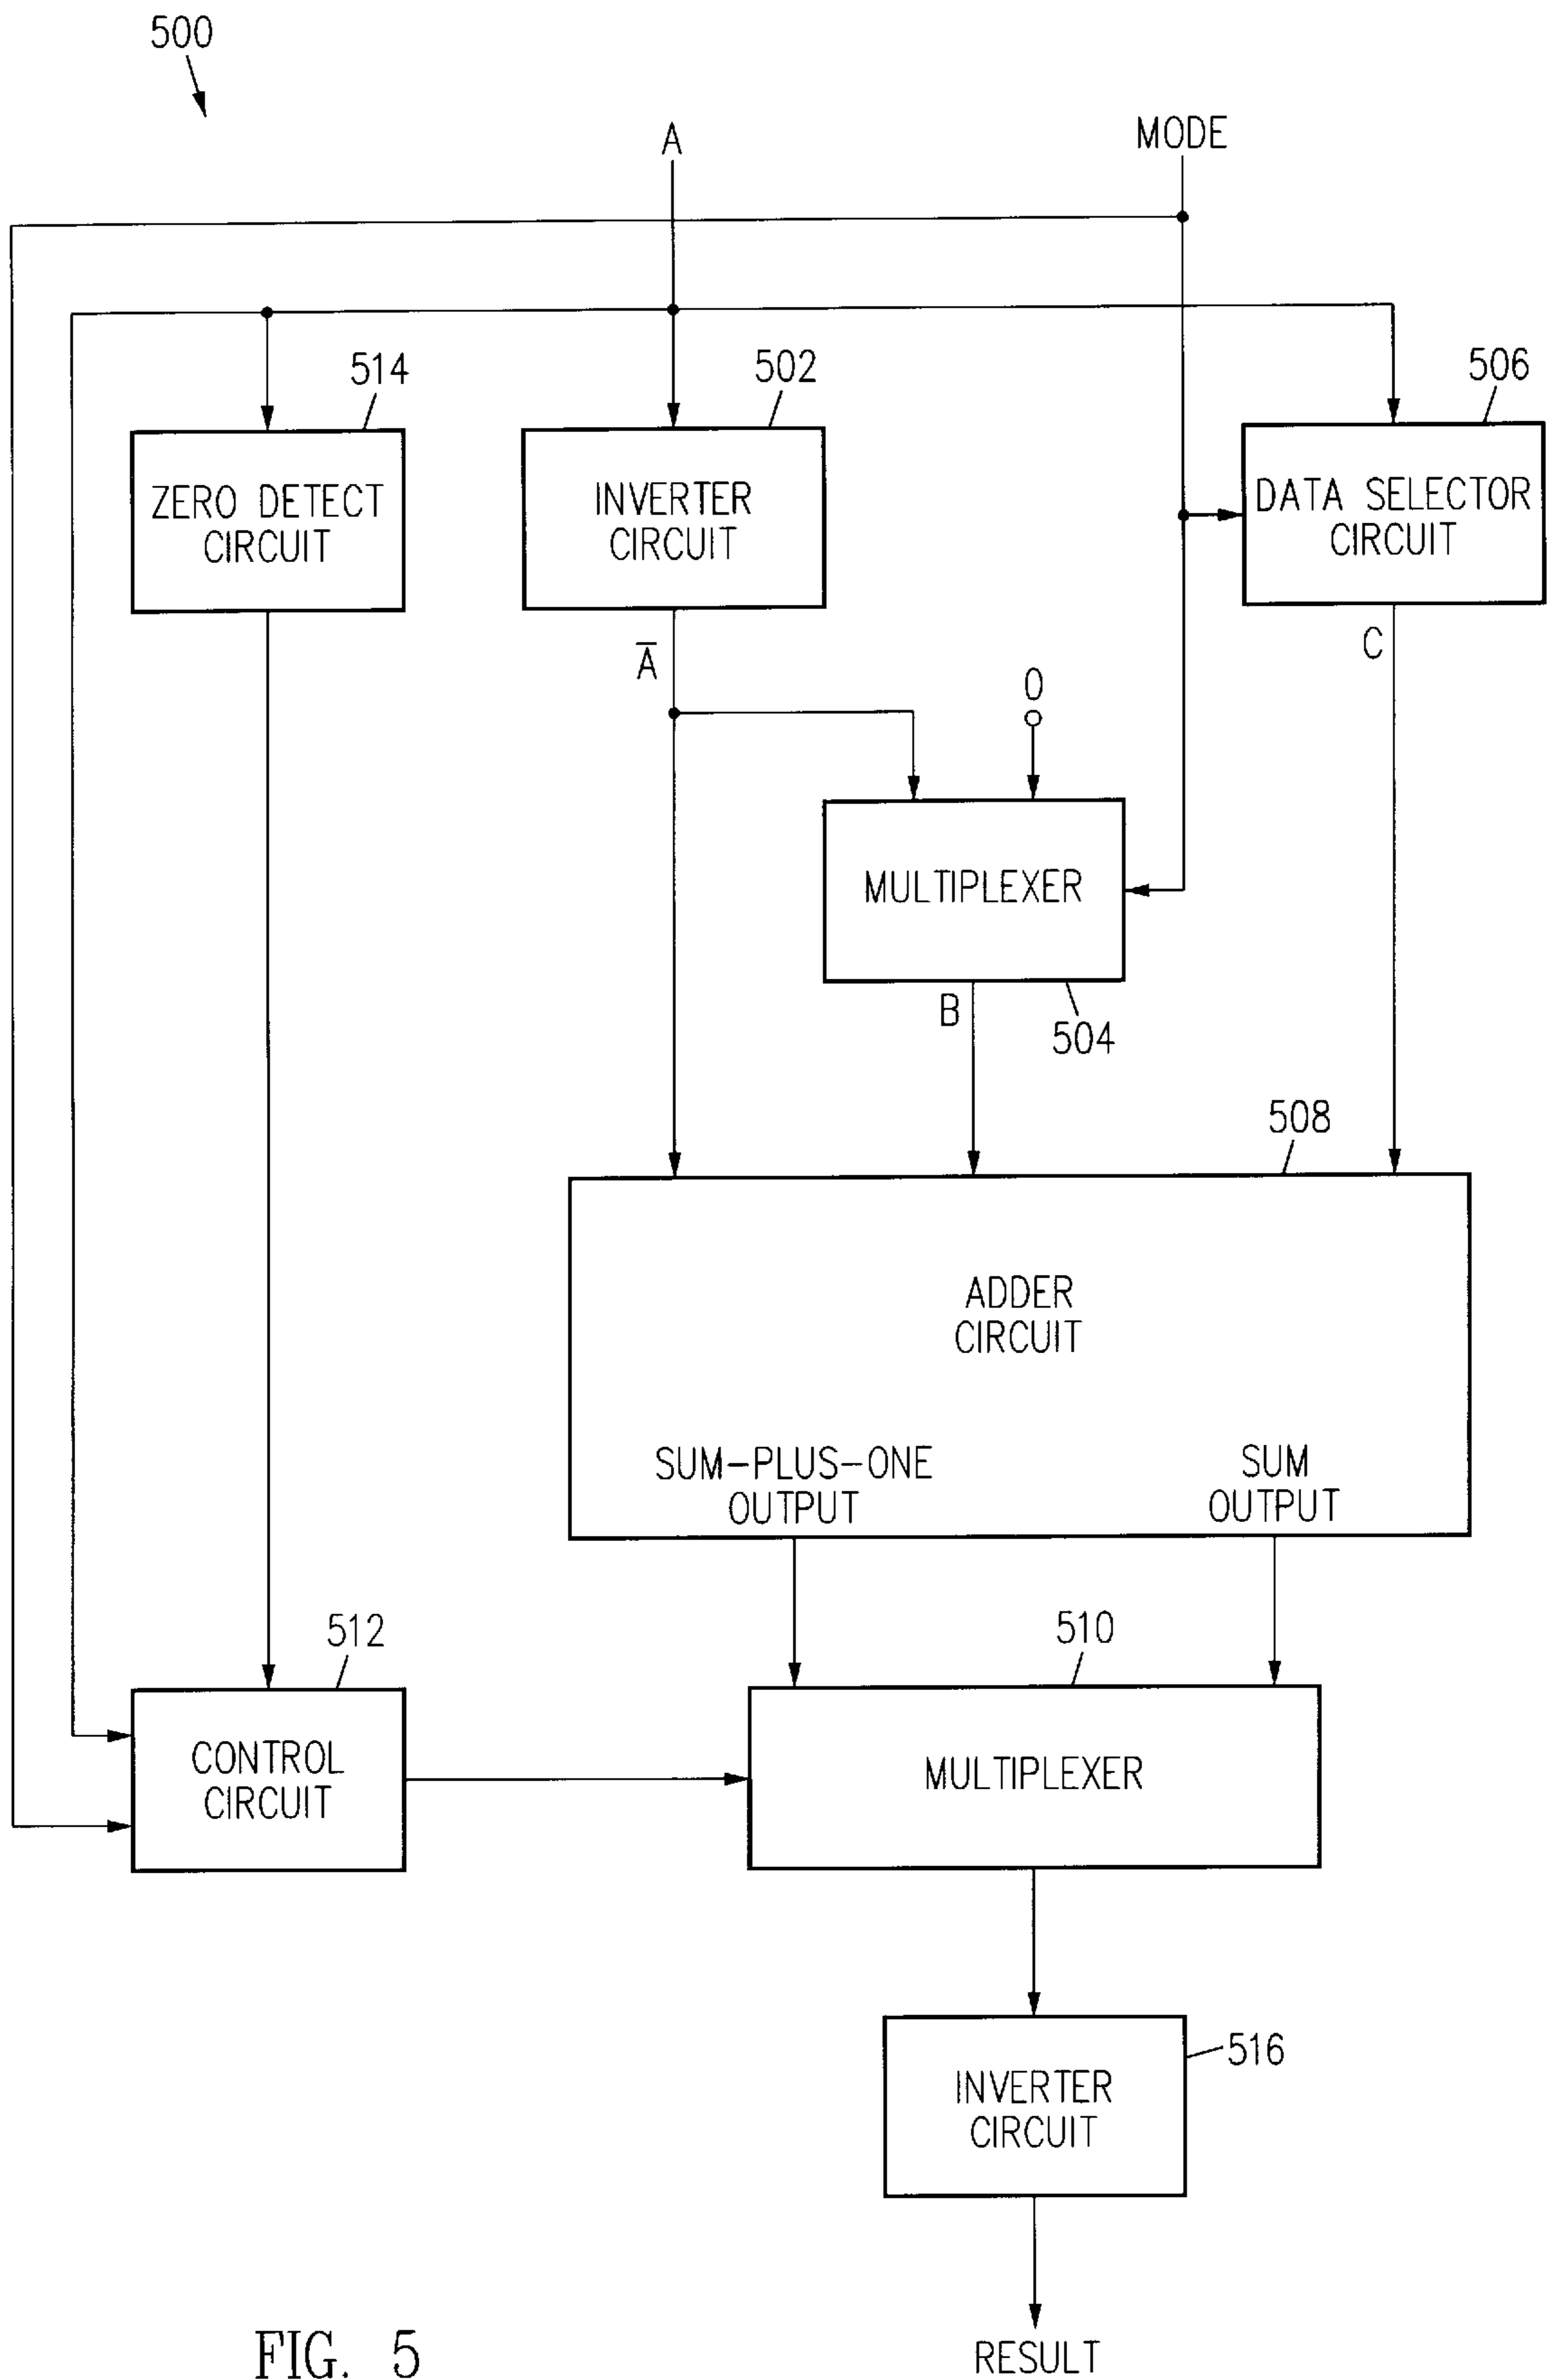 500
A
MODE
514
502
506
ZERO DETECT
CIRCUIT
INVERTER
CIRCUIT
DATA SELECTOR
CIRCUIT
A̅
0
C
MULTIPLEXER
B
504
508
ADDER
CIRCUIT
SUM-PLUS-ONE
OUTPUT
SUM
OUTPUT
512
510
CONTROL
CIRCUIT
MULTIPLEXER
516
INVERTER
CIRCUIT
RESULT
FIG. 5